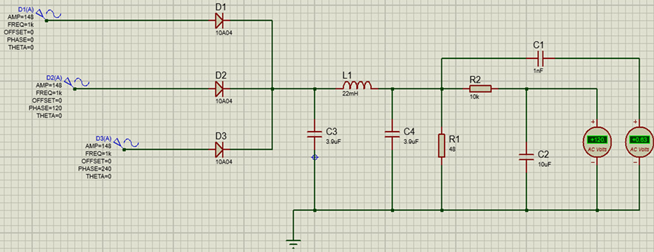 D1(A)
AMP=148
FREQ=1k
OFFSET=0
PHASE=0
THETA=0
D1
10A04
D2(A)
AMP=148
FREQ=1k
OFFSET=0
PHASE=120
THETA=0
D2
10A04
D3(A)
AMP=148
FREQ=1k
OFFSET=0
PHASE=240
THETA=0
D3
10A04
L1
22mH
C3
3.9uF
C4
3.9uF
R1
48
R2
10k
C1
1nF
C2
10uF
+
AC Volts
+
AC Volts